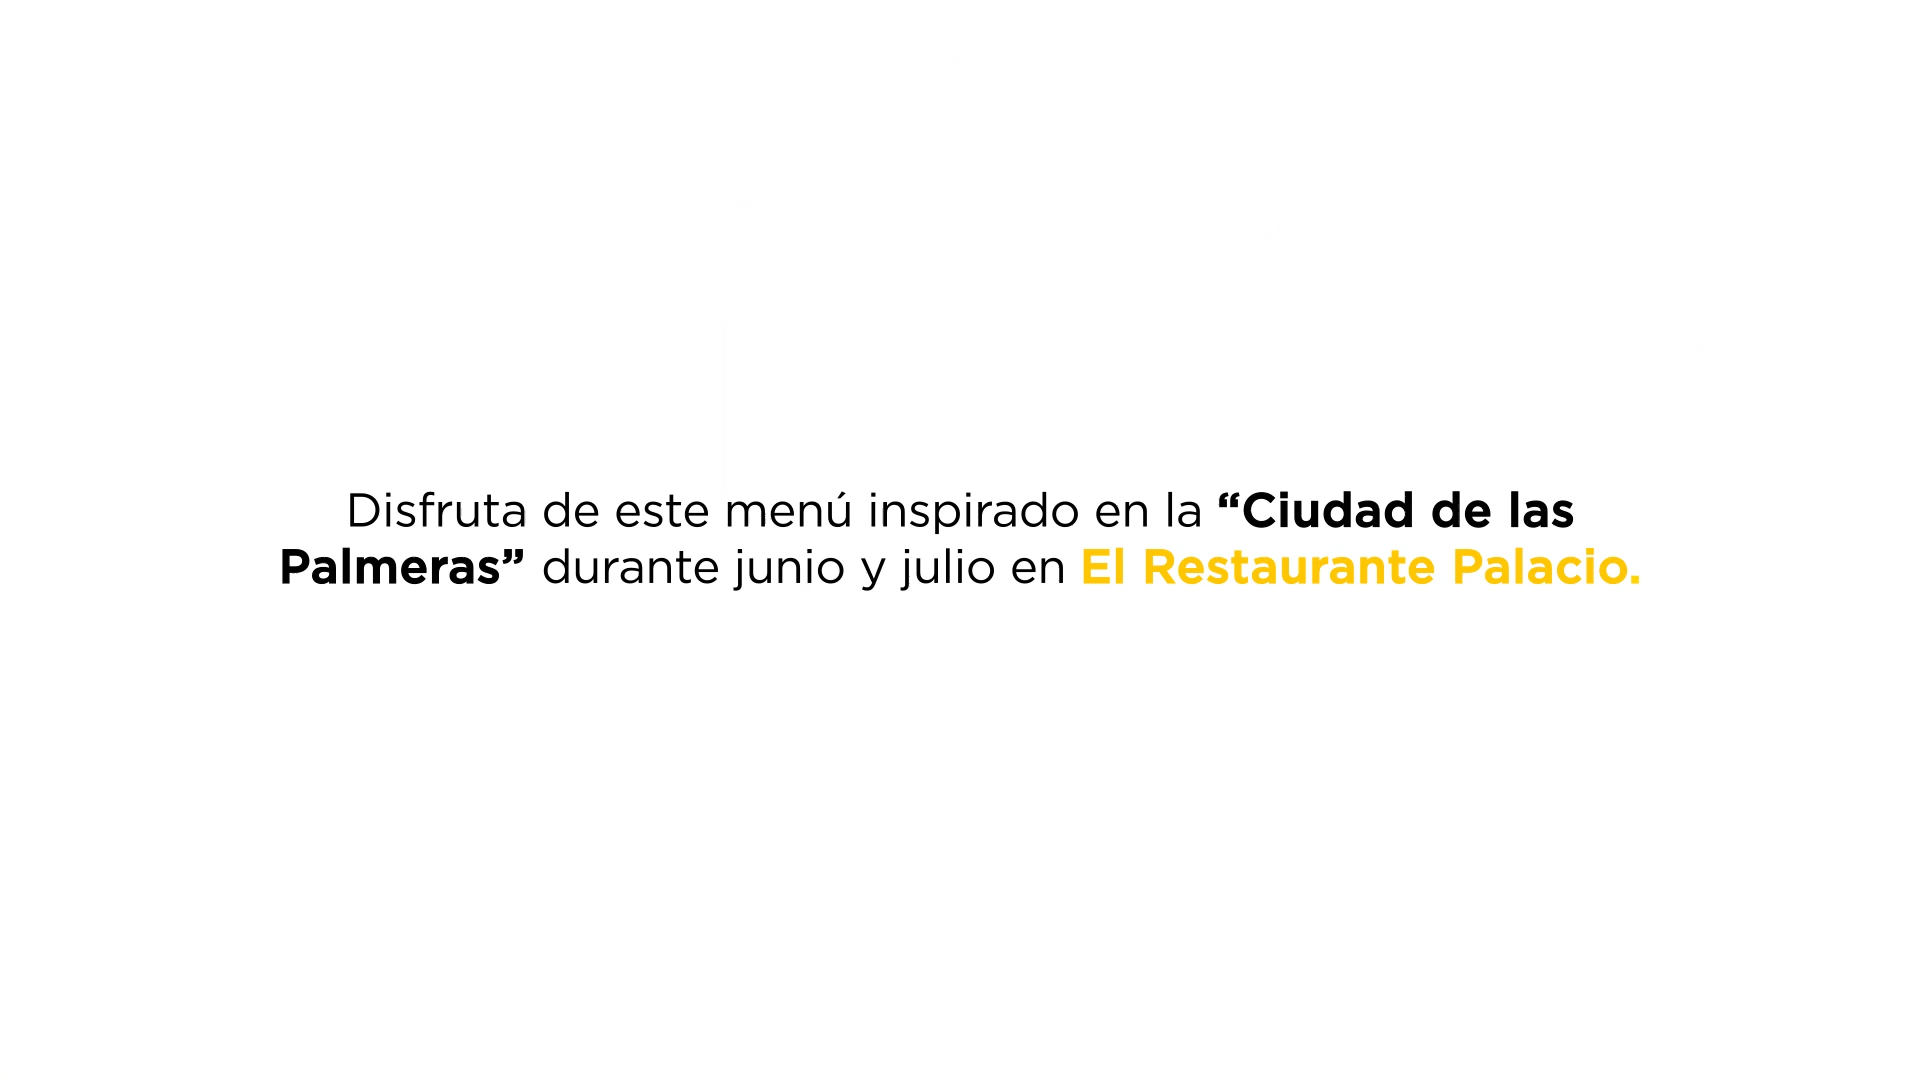 Disfruta de este menú inspirado en la “Ciudad de las
Palmeras” durante junio y julio en El Restaurante Palacio.